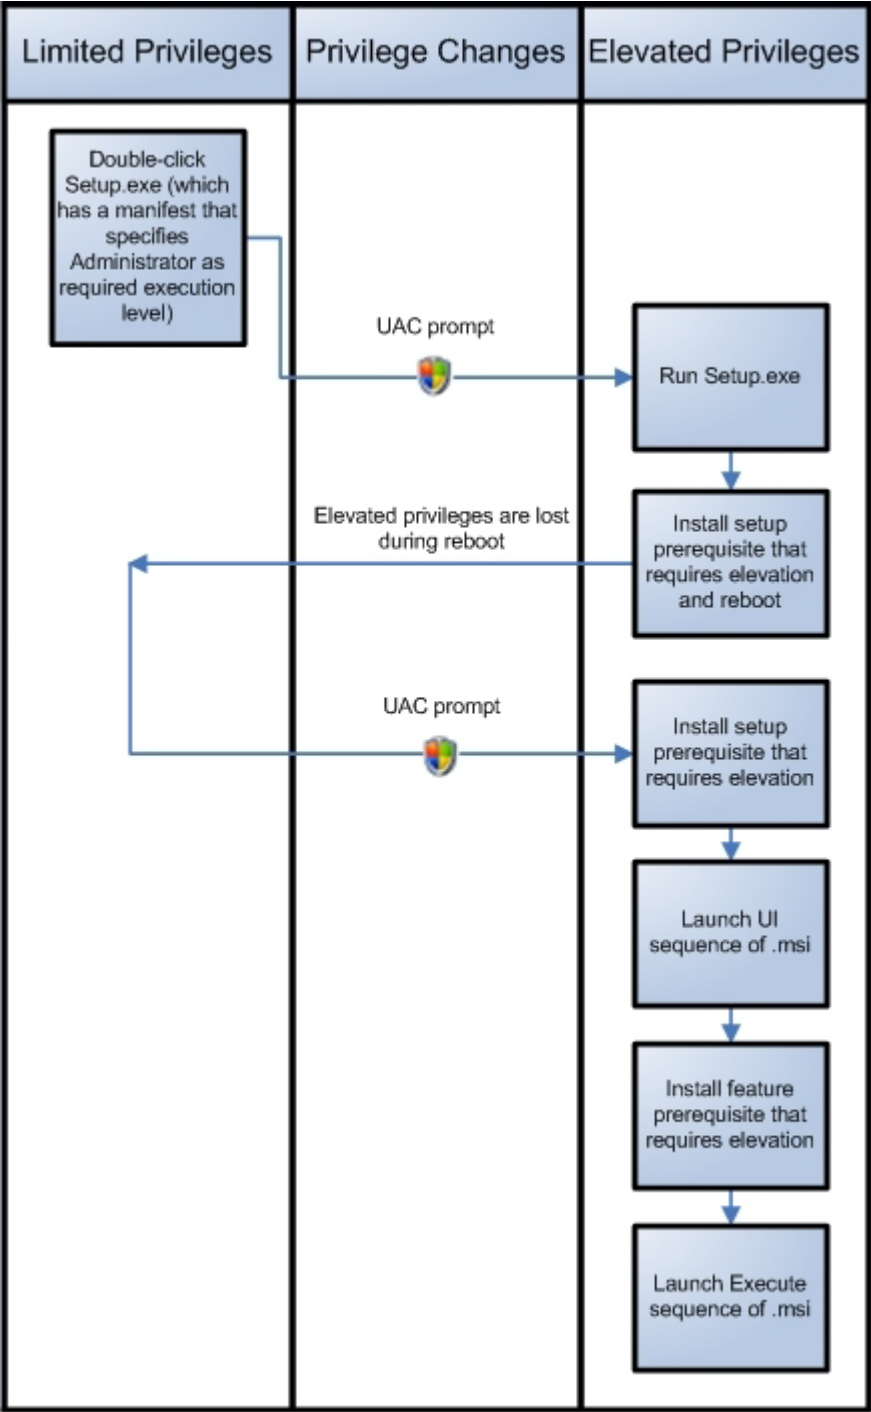 Limited Privileges
Privilege Changes
Elevated Privileges
Double-click
Setup.exe (which
has a manifest that
specifies
Administrator as
required execution
level)
UAC prompt
Run Setup.exe
Elevated privileges are lost
during reboot
Install setup
prerequisite that
requires elevation
and reboot
UAC prompt
Install setup
prerequisite that
requires elevation
Launch UI
sequence of .msi
Install feature
prerequisite that
requires elevation
Launch Execute
sequence of .msi